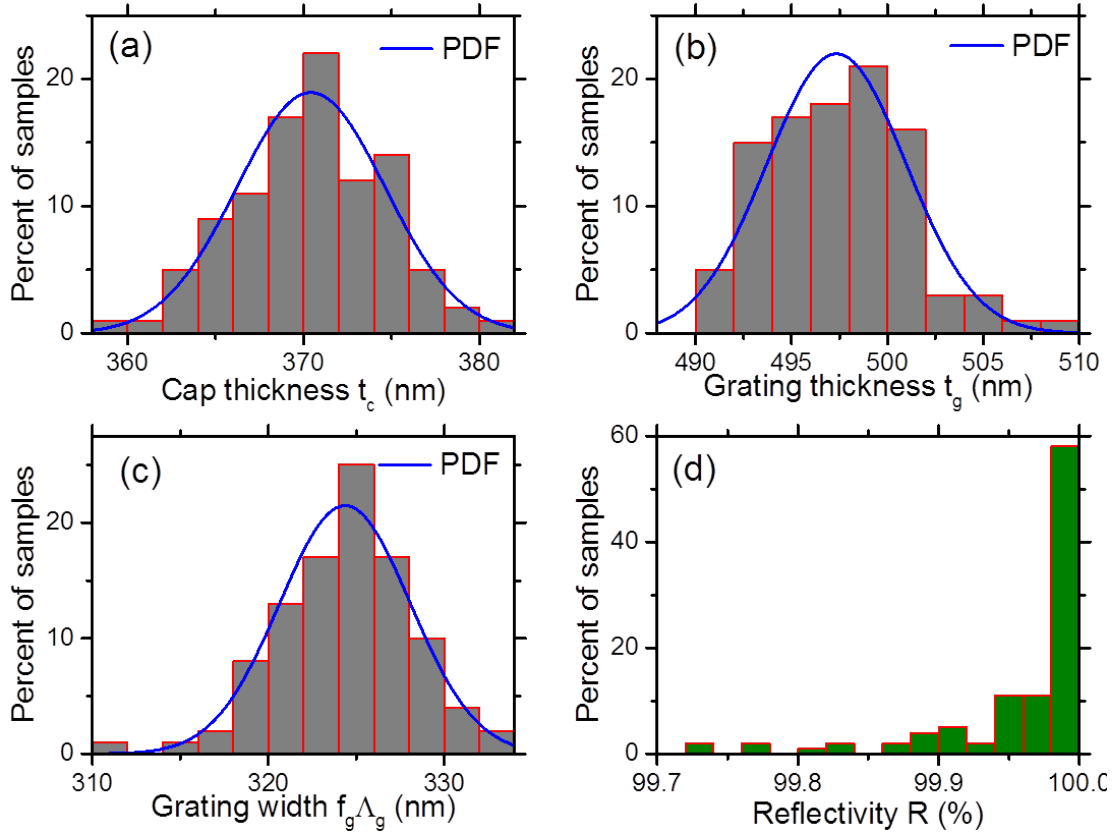 (a)
PDF
Percent of samples
20
10
0
360
370
380
Cap thickness t_c (nm)
(b)
PDF
Percent of samples
20
10
0
490
495
500
505
510
Grating thickness t_g (nm)
(c)
PDF
Percent of samples
20
10
0
310
320
330
Grating width f_gΛ_g (nm)
(d)
Percent of samples
60
40
20
0
99.7
99.8
99.9
100.0
Reflectivity R (%)